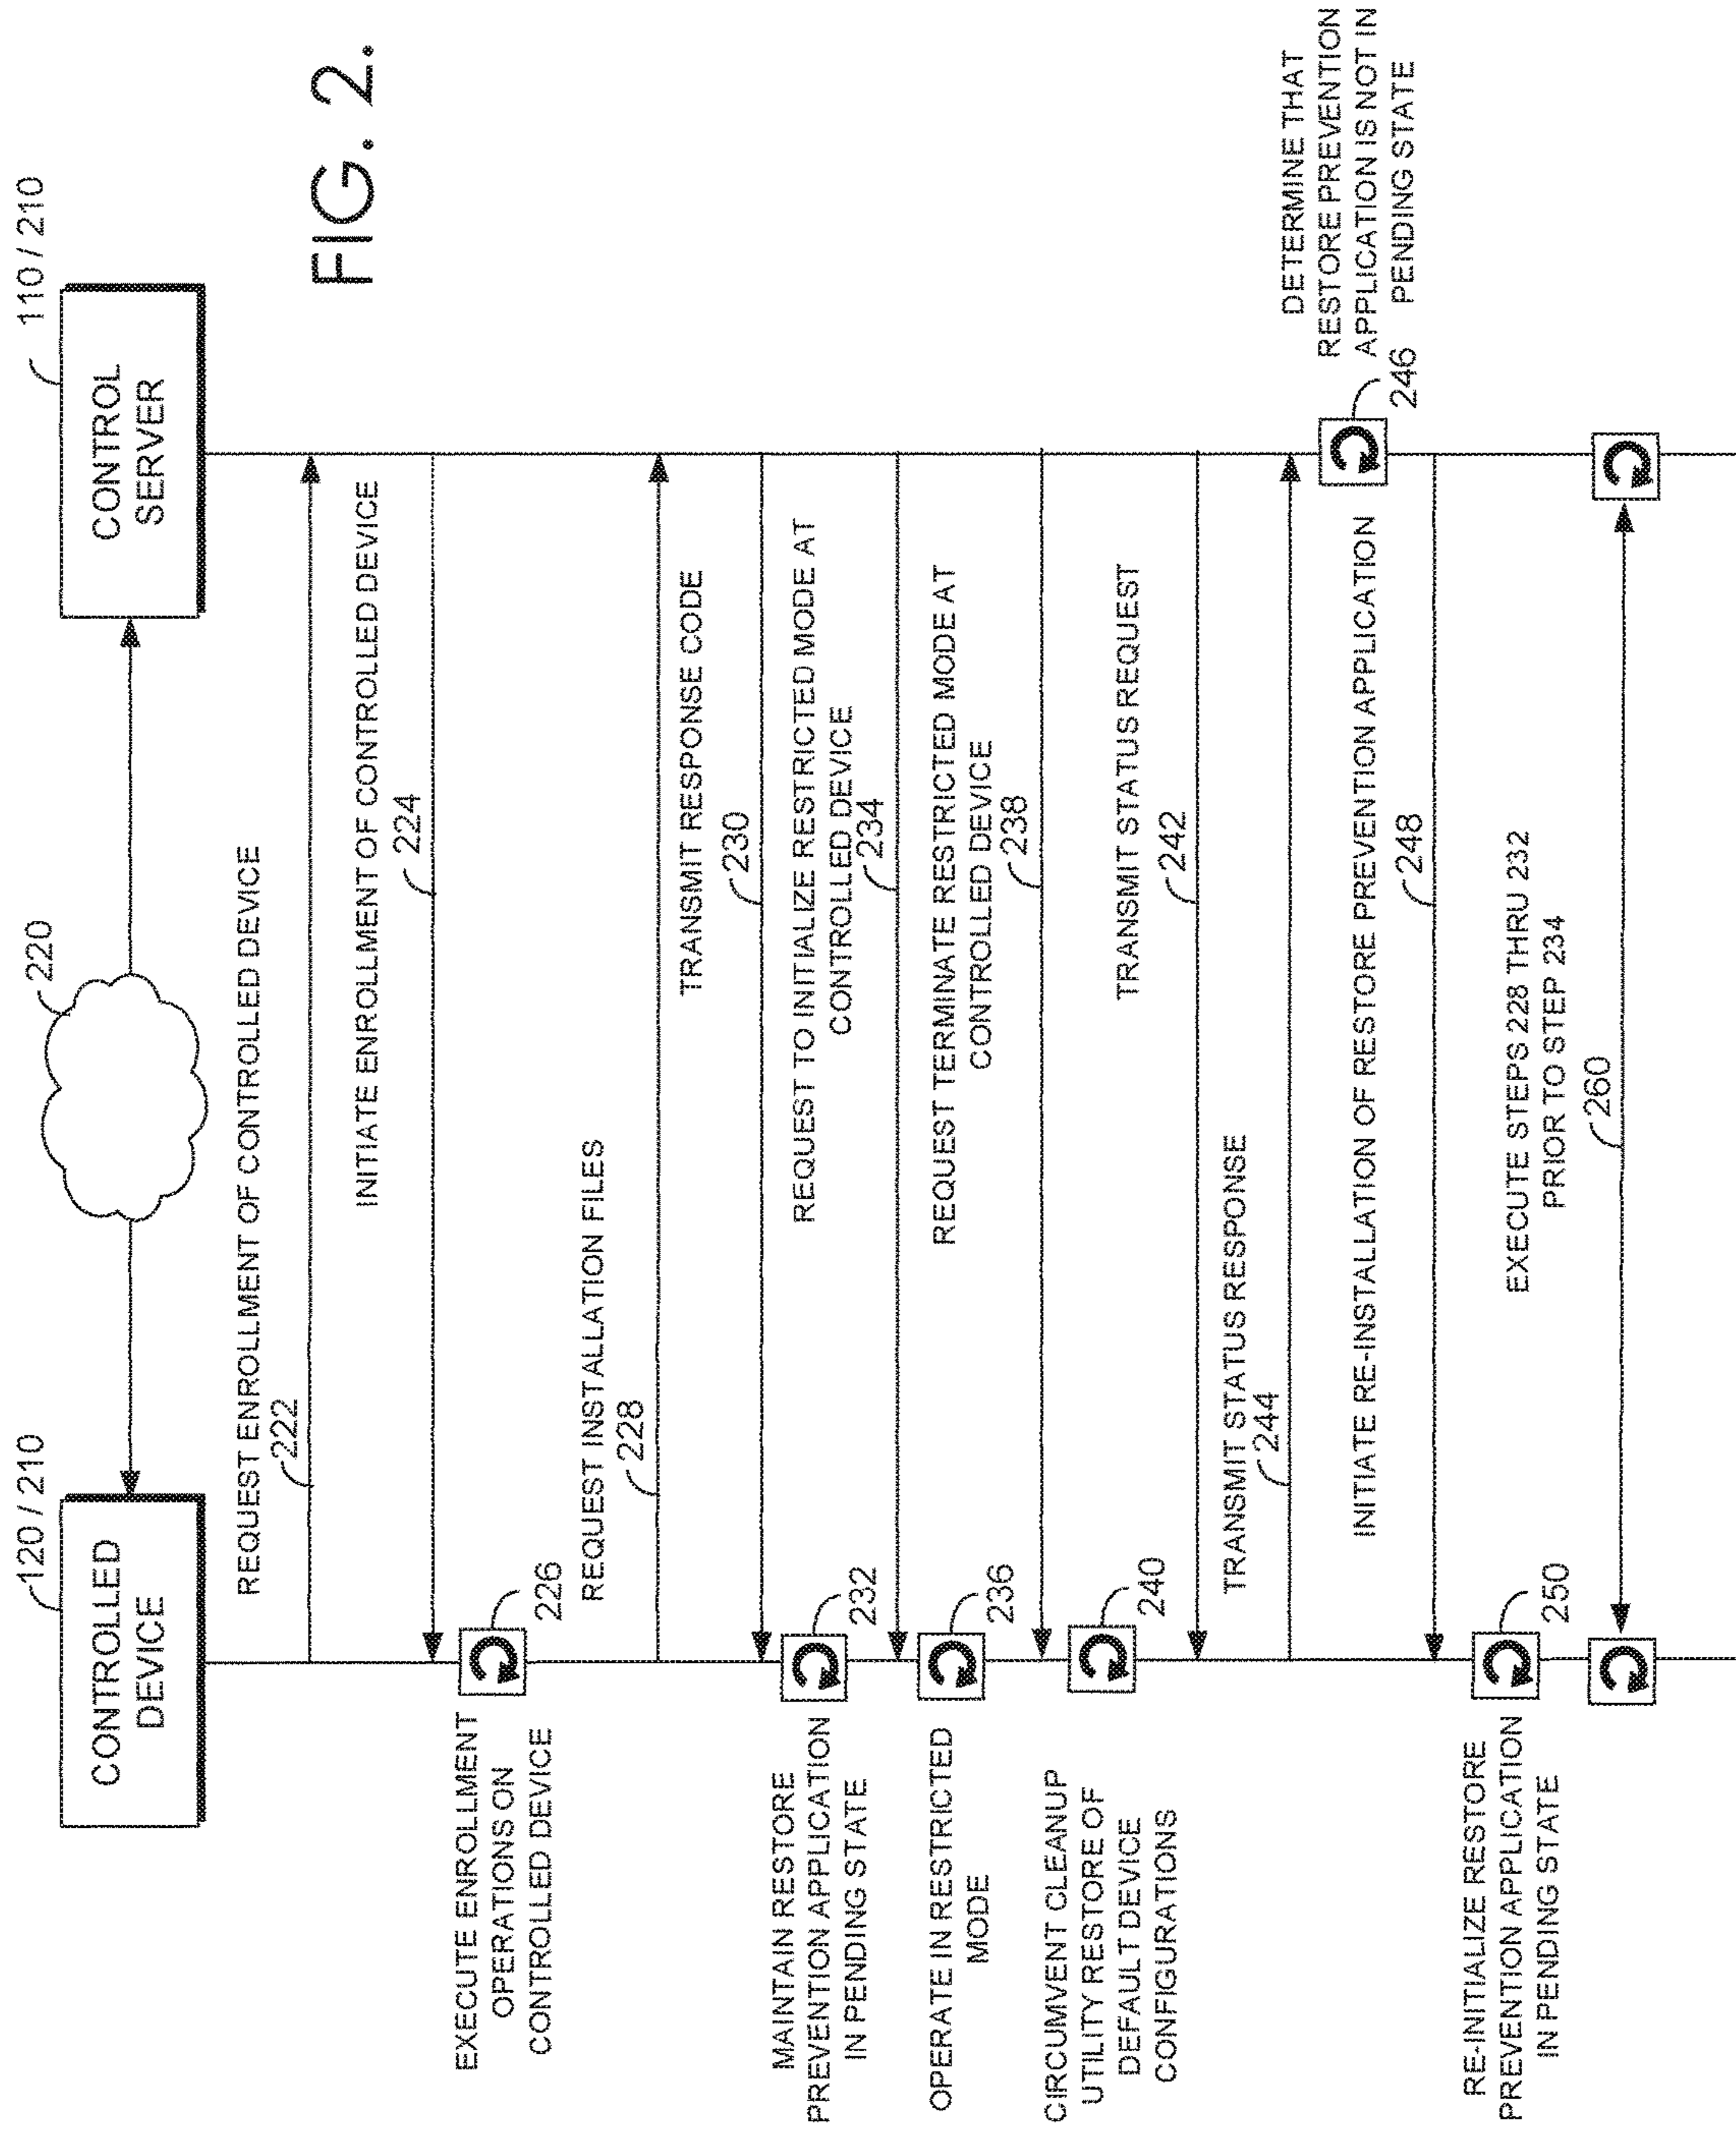 FIG. 2.
120 / 210
CONTROLLED
DEVICE
220
110 / 210
CONTROL
SERVER
REQUEST ENROLLMENT OF CONTROLLED DEVICE
222
INITIATE ENROLLMENT OF CONTROLLED DEVICE
224
EXECUTE ENROLLMENT
OPERATIONS ON
CONTROLLED DEVICE
226
REQUEST INSTALLATION FILES
228
TRANSMIT RESPONSE CODE
230
MAINTAIN RESTORE
PREVENTION APPLICATION
IN PENDING STATE
232
REQUEST TO INITIALIZE RESTRICTED MODE AT
CONTROLLED DEVICE
234
OPERATE IN RESTRICTED
MODE
236
REQUEST TERMINATE RESTRICTED MODE AT
CONTROLLED DEVICE
238
CIRCUMVENT CLEANUP
UTILITY RESTORE OF
DEFAULT DEVICE
CONFIGURATIONS
240
TRANSMIT STATUS REQUEST
242
TRANSMIT STATUS RESPONSE
244
DETERMINE THAT
RESTORE PREVENTION
APPLICATION IS NOT IN
PENDING STATE
246
INITIATE RE-INSTALLATION OF RESTORE PREVENTION APPLICATION
248
RE-INITIALIZE RESTORE
PREVENTION APPLICATION
IN PENDING STATE
250
EXECUTE STEPS 228 THRU 232
PRIOR TO STEP 234
260